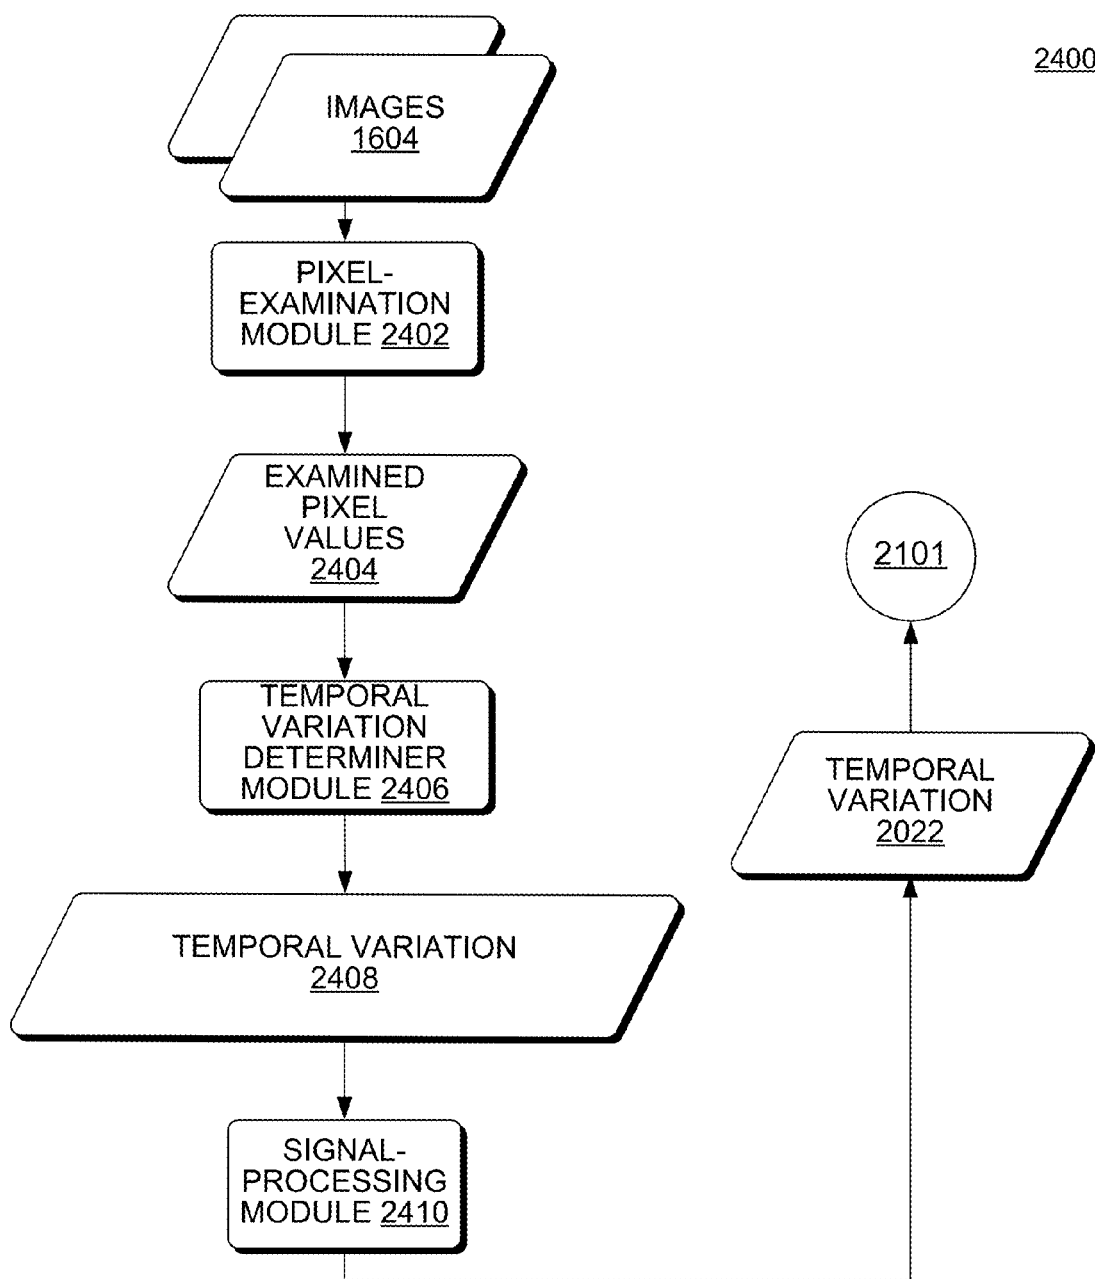 2400
IMAGES
1604
PIXEL-
EXAMINATION
MODULE 2402
EXAMINED
PIXEL
VALUES
2404
TEMPORAL
VARIATION
DETERMINER
MODULE 2406
TEMPORAL VARIATION
2408
SIGNAL-
PROCESSING
MODULE 2410
2101
TEMPORAL
VARIATION
2022